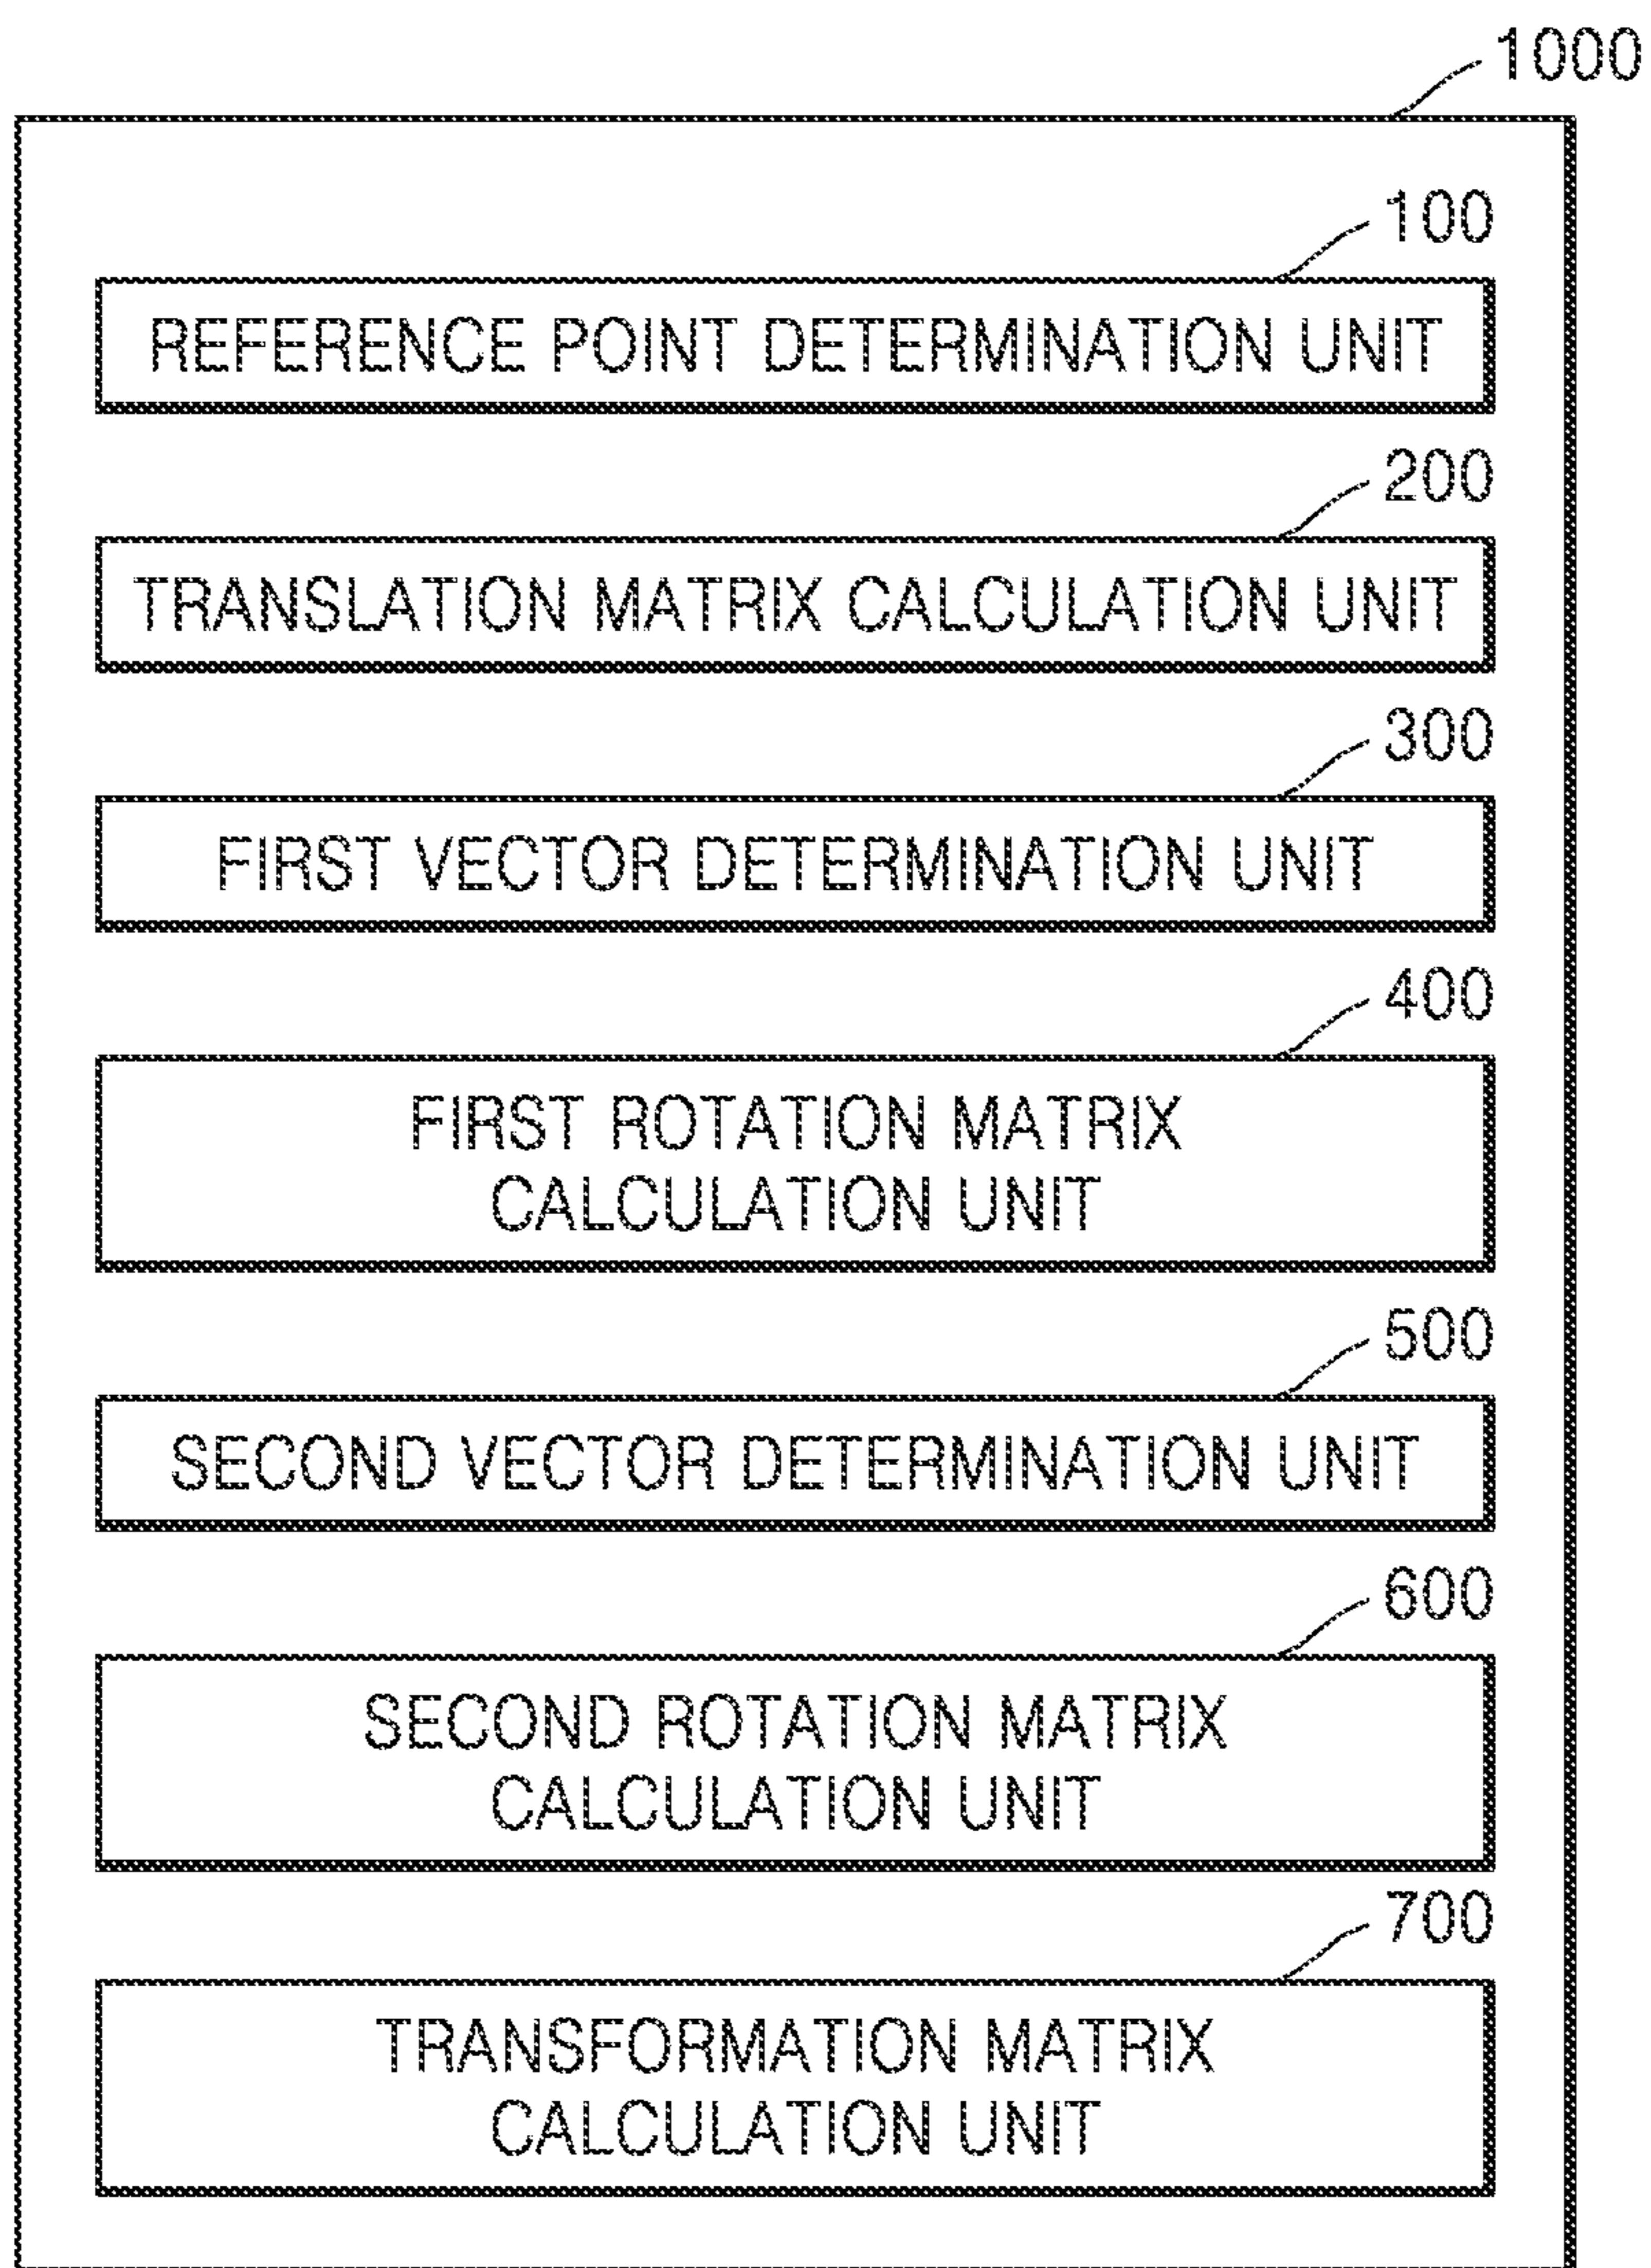 1000
100
REFERENCE POINT DETERMINATION UNIT
200
TRANSLATION MATRIX CALCULATION UNIT
300
FIRST VECTOR DETERMINATION UNIT
400
FIRST ROTATION MATRIX
CALCULATION UNIT
500
SECOND VECTOR DETERMINATION UNIT
600
SECOND ROTATION MATRIX
CALCULATION UNIT
700
TRANSFORMATION MATRIX
CALCULATION UNIT